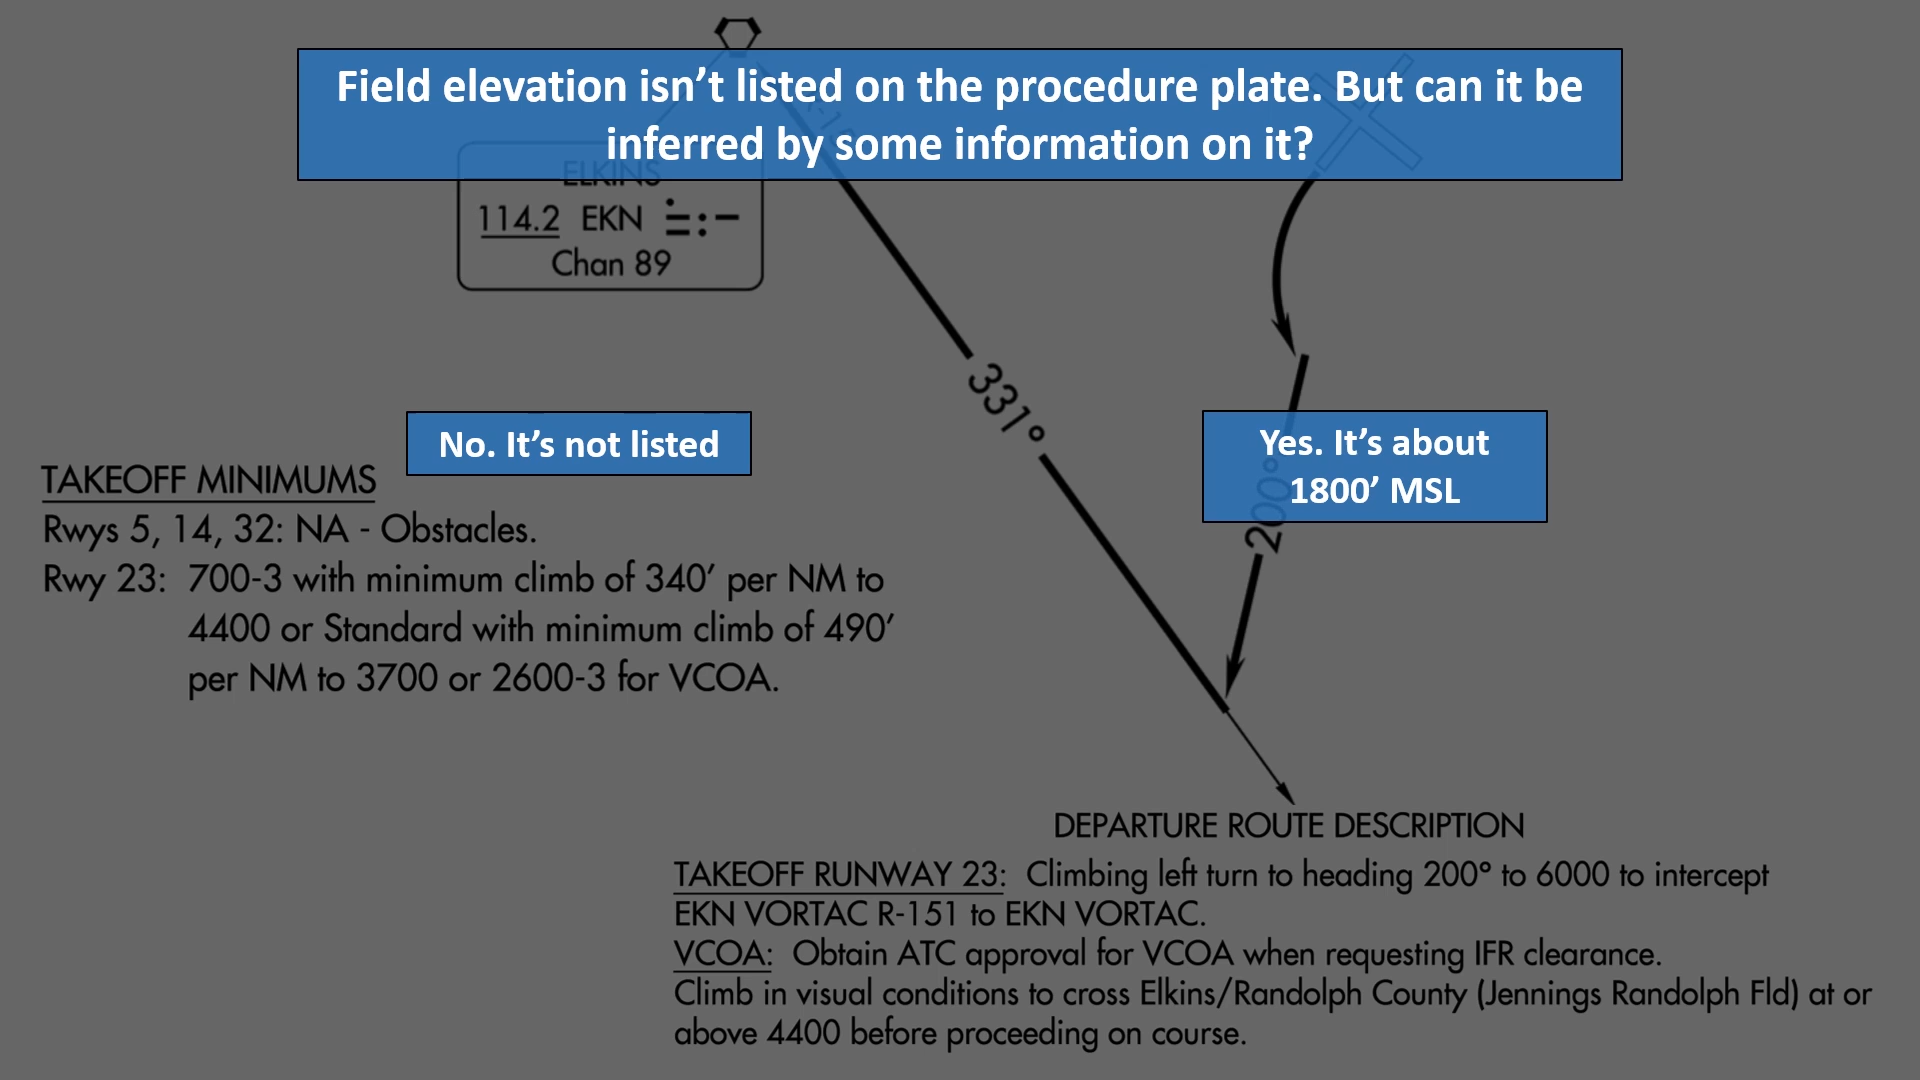 Field elevation isn’t listed on the procedure plate. But can it be
inferred by some information on it?
ELKINS
114.2 EKN
Chan 89
331°
No. It’s not listed
Yes. It’s about
1800’ MSL
200°
TAKEOFF MINIMUMS
Rwys 5, 14, 32: NA - Obstacles.
Rwy 23: 700-3 with minimum climb of 340’ per NM to
4400 or Standard with minimum climb of 490’
per NM to 3700 or 2600-3 for VCOA.
DEPARTURE ROUTE DESCRIPTION
TAKEOFF RUNWAY 23: Climbing left turn to heading 200° to 6000 to intercept
EKN VORTAC R-151 to EKN VORTAC.
VCOA: Obtain ATC approval for VCOA when requesting IFR clearance.
Climb in visual conditions to cross Elkins/Randolph County (Jennings Randolph Fld) at or
above 4400 before proceeding on course.